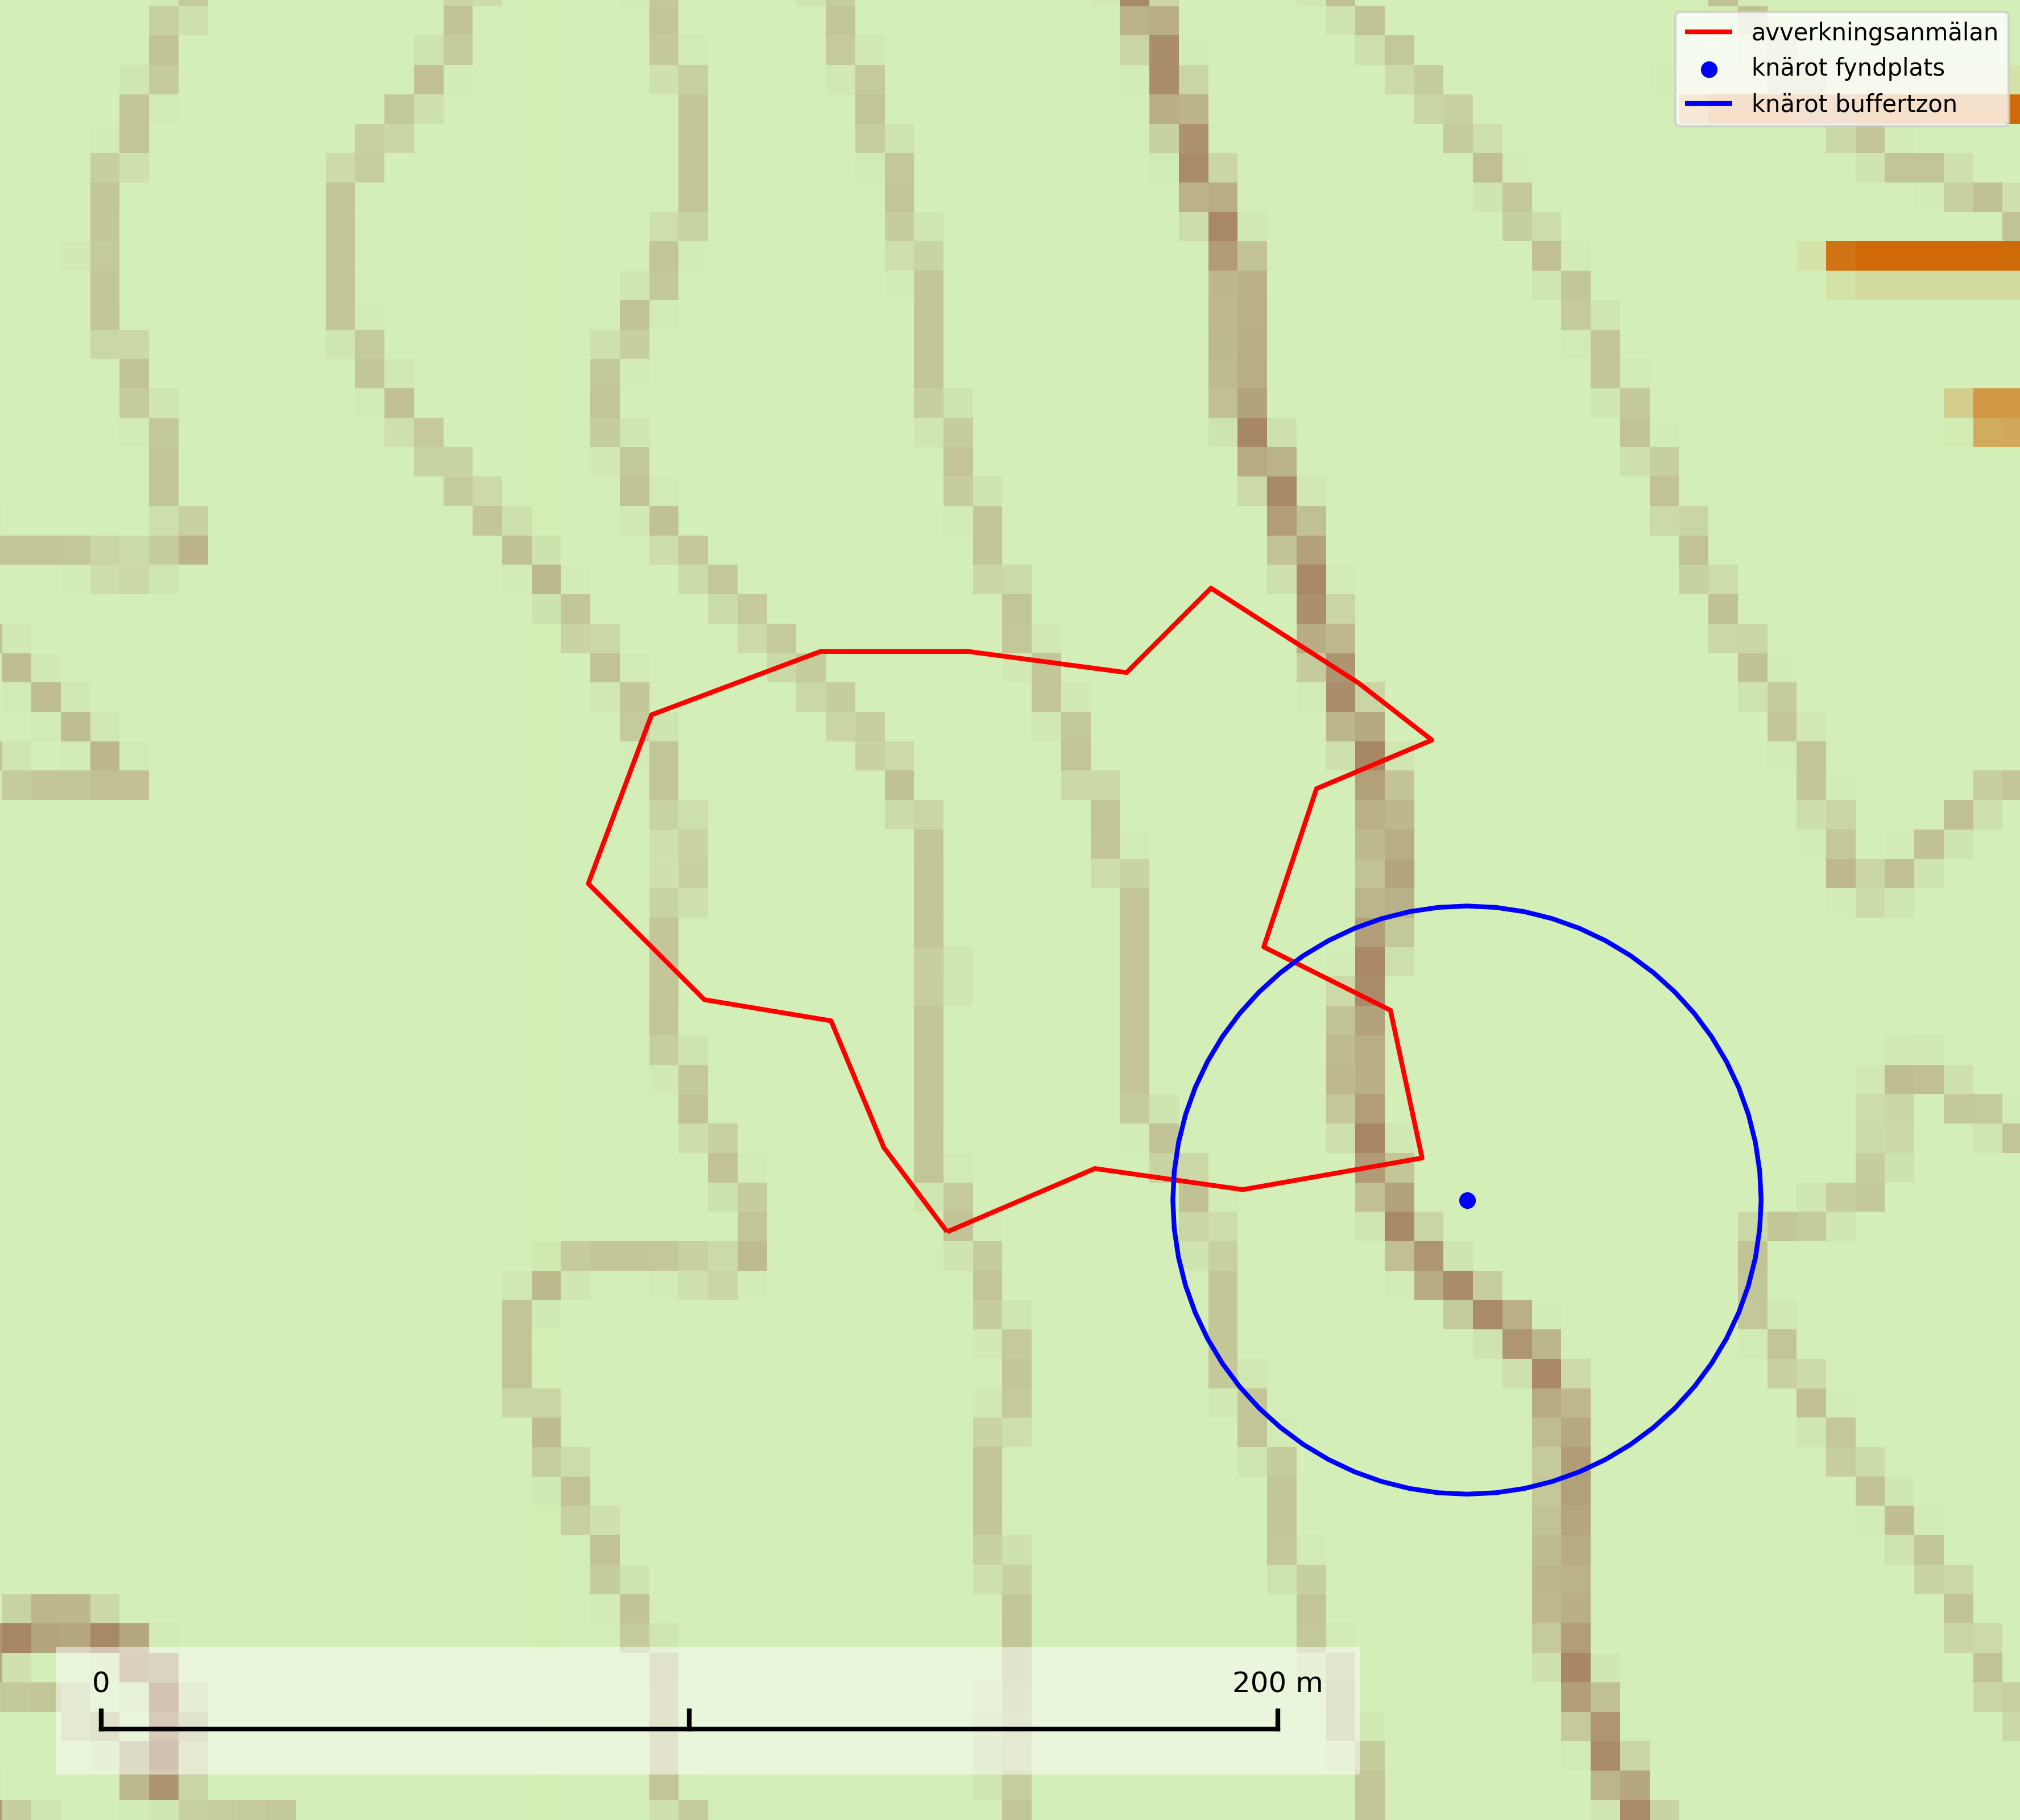 avverkningsanmälan
knärot fyndplats
knärot buffertzon
0 200 m